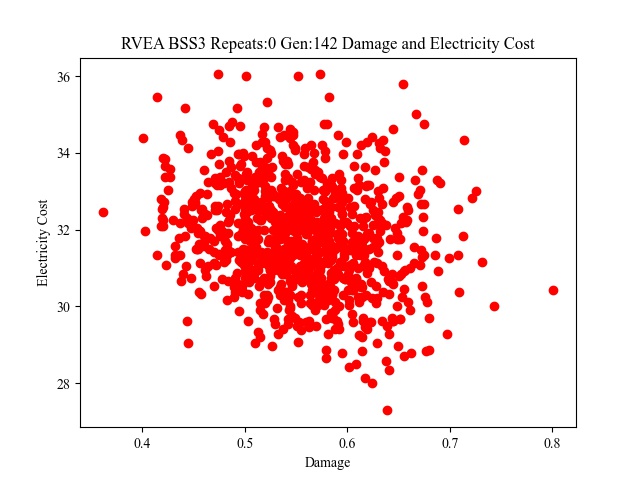 RVEA BSS3 Repeats:0 Gen:142 Damage and Electricity Cost
36
34
32
30
28
Electricity Cost
0.4 0.5 0.6 0.7 0.8
Damage